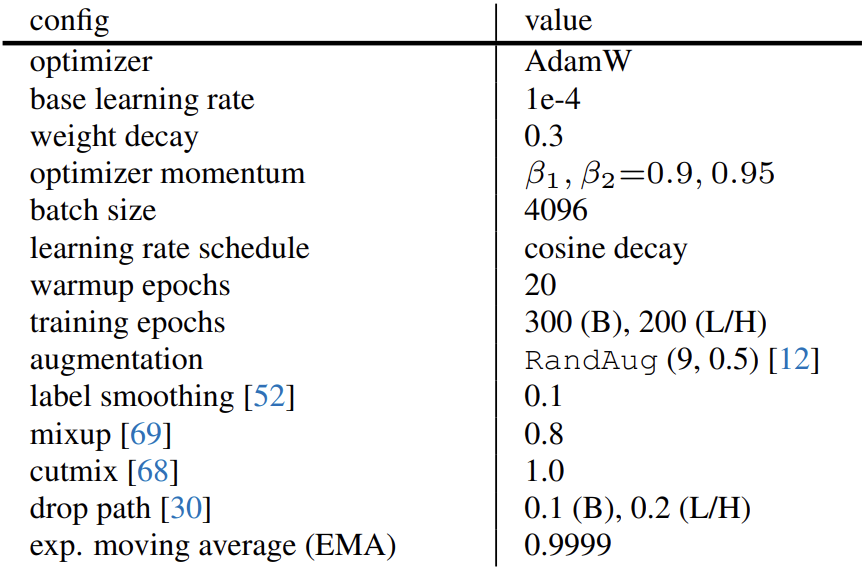 config value
optimizer AdamW
base learning rate 1e-4
weight decay 0.3
optimizer momentum β₁, β₂=0.9, 0.95
batch size 4096
learning rate schedule cosine decay
warmup epochs 20
training epochs 300 (B), 200 (L/H)
augmentation RandAug (9, 0.5) [12]
label smoothing [52] 0.1
mixup [69] 0.8
cutmix [68] 1.0
drop path [30] 0.1 (B), 0.2 (L/H)
exp. moving average (EMA) 0.9999